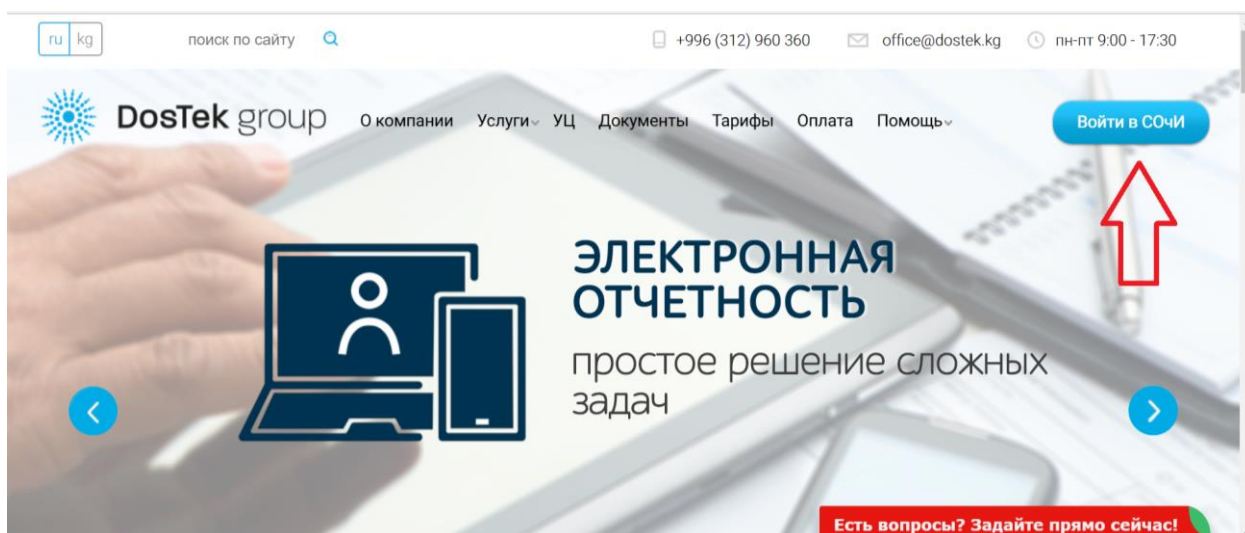 ru kg поиск по сайту +996 (312) 960 360 office@dostek.kg пн-пт 9:00 - 17:30
DosTek group О компании Услуги УЦ Документы Тарифы Оплата Помощь Войти в СОчИ
ЭЛЕКТРОННАЯ
ОТЧЕТНОСТЬ
простое решение сложных
задач
Есть вопросы? Задайте прямо сейчас!